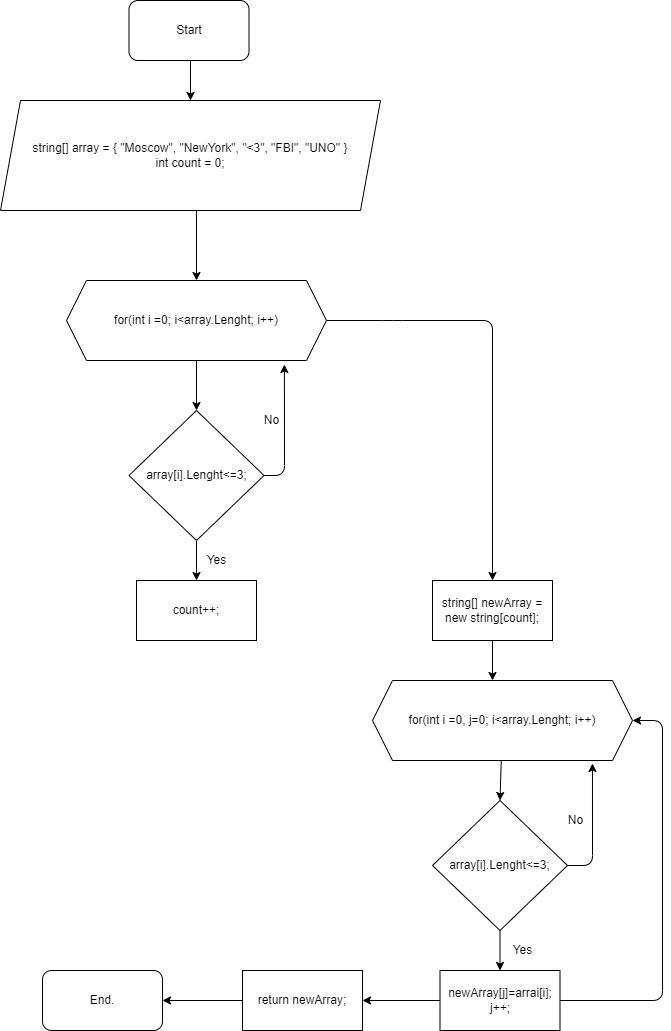 Start
string[] array = { "Moscow", "NewYork", "<3", "FBI", "UNO" }
int count = 0;
for(int i =0; i<array.Lenght; i++)
No
array[i].Lenght<=3;
Yes
count++;
string[] newArray =
new string[count];
for(int i =0, j=0; i<array.Lenght; i++)
No
array[i].Lenght<=3;
Yes
newArray[j]=arrai[i];
j++;
return newArray;
End.